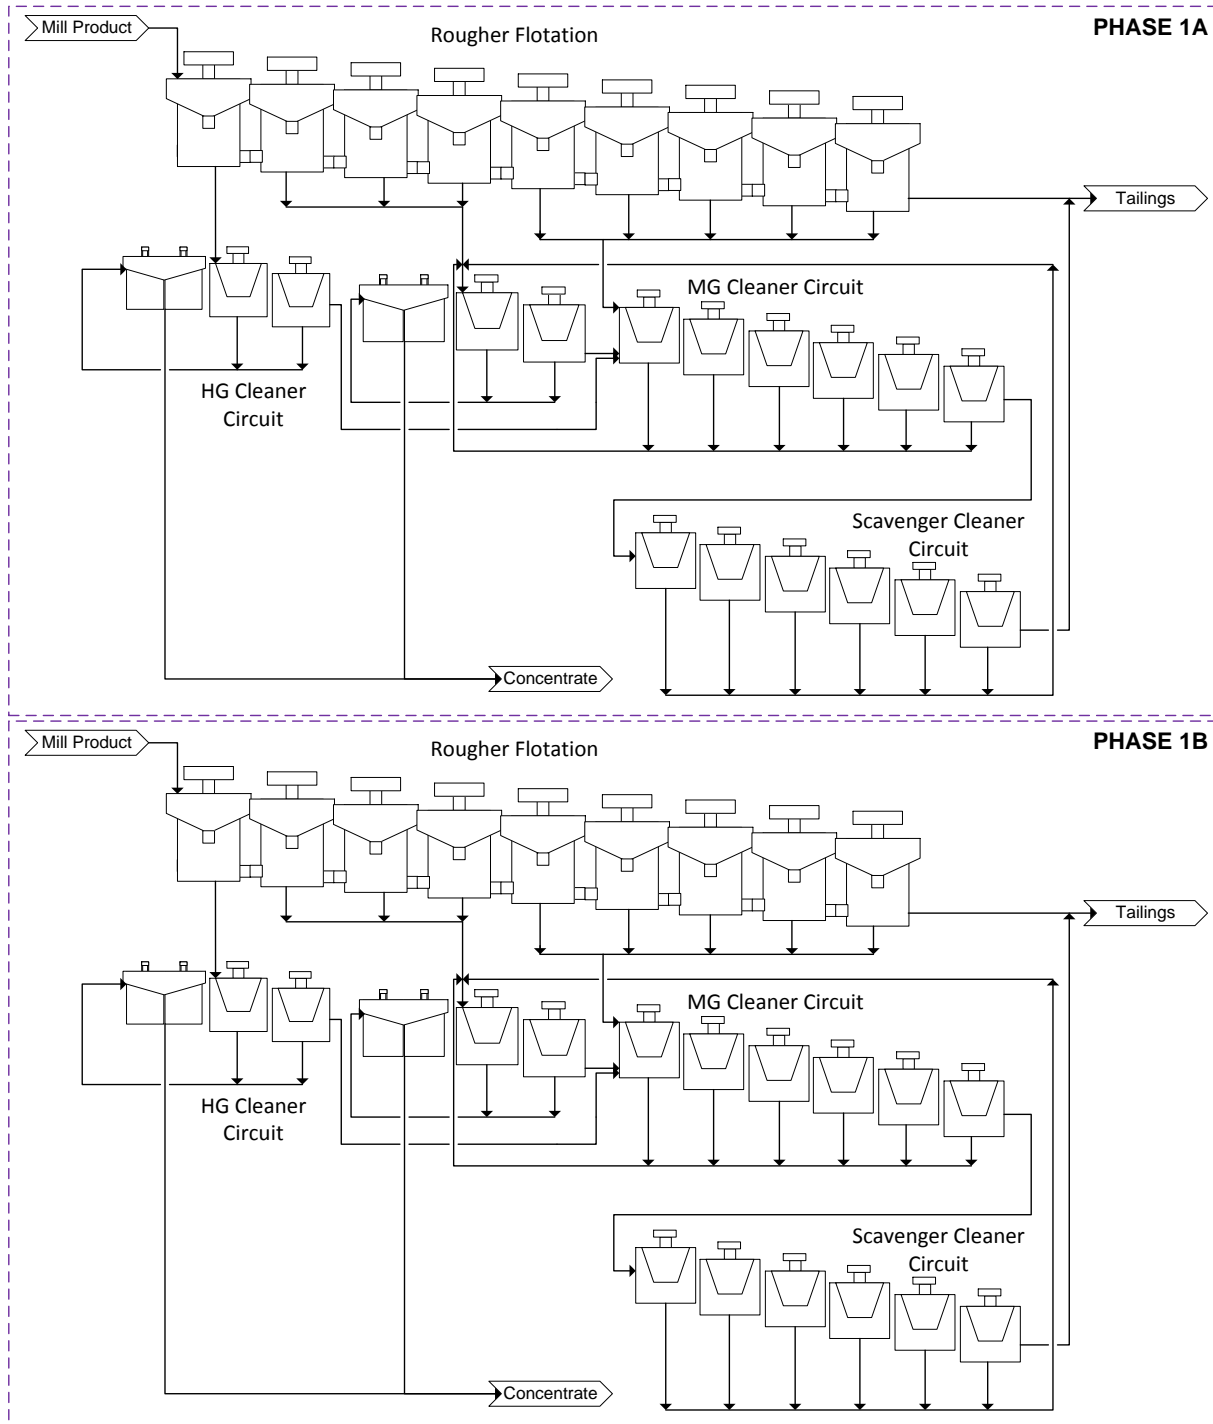 Mill Product
Rougher Flotation
PHASE 1A
Tailings
MG Cleaner Circuit
HG Cleaner
Circuit
Scavenger Cleaner
Circuit
Concentrate
Mill Product
Rougher Flotation
PHASE 1B
Tailings
MG Cleaner Circuit
HG Cleaner
Circuit
Scavenger Cleaner
Circuit
Concentrate